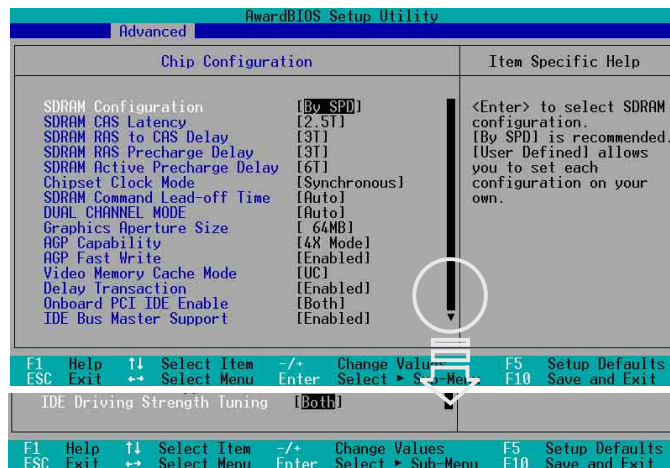 AwardBIOS Setup Utility
Advanced
Chip Configuration
Item Specific Help
SDRAM Configuration [By SPD]
SDRAM CAS Latency [2.5T]
SDRAM RAS to CAS Delay [3T]
SDRAM RAS Precharge Delay [3T]
SDRAM Active Precharge Delay [6T]
Chipset Clock Mode [Synchronous]
SDRAM Command Lead-off Time [Auto]
DUAL CHANNEL MODE [Auto]
Graphics Aperture Size [ 64MB]
AGP Capability [4X Mode]
AGP Fast Write [Enabled]
Video Memory Cache Mode [UC]
Delay Transaction [Enabled]
Onboard PCI IDE Enable [Both]
IDE Bus Master Support [Enabled]
<Enter> to select SDRAM
configuration.
[By SPD] is recommended.
[User Defined] allows
you to set each
configuration on your
own.
F1 Help ↑↓ Select Item -/+ Change Values F5 Setup Defaults
ESC Exit ←→ Select Menu Enter Select ► Sub-Menu F10 Save and Exit
IDE Driving Strength Tuning [Both]
F1 Help ↑↓ Select Item -/+ Change Values F5 Setup Defaults
ESC Exit ←→ Select Menu Enter Select ► Sub-Menu F10 Save and Exit